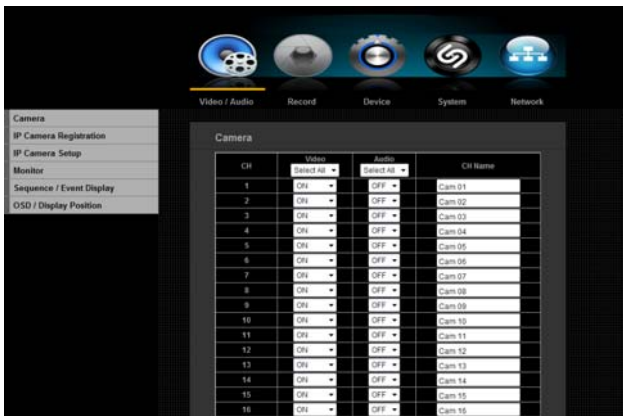 Video / Audio Record Device System Network
Camera
IP Camera Registration
IP Camera Setup
Monitor
Sequence / Event Display
OSD / Display Position
Camera
CH Video Audio CH Name
Select All Select All
1 ON OFF Cam 01
2 ON OFF Cam 02
3 ON OFF Cam 03
4 ON OFF Cam 04
5 ON OFF Cam 05
6 ON OFF Cam 06
7 ON OFF Cam 07
8 ON OFF Cam 08
9 ON OFF Cam 09
10 ON OFF Cam 10
11 ON OFF Cam 11
12 ON OFF Cam 12
13 ON OFF Cam 13
14 ON OFF Cam 14
15 ON OFF Cam 15
16 ON OFF Cam 16